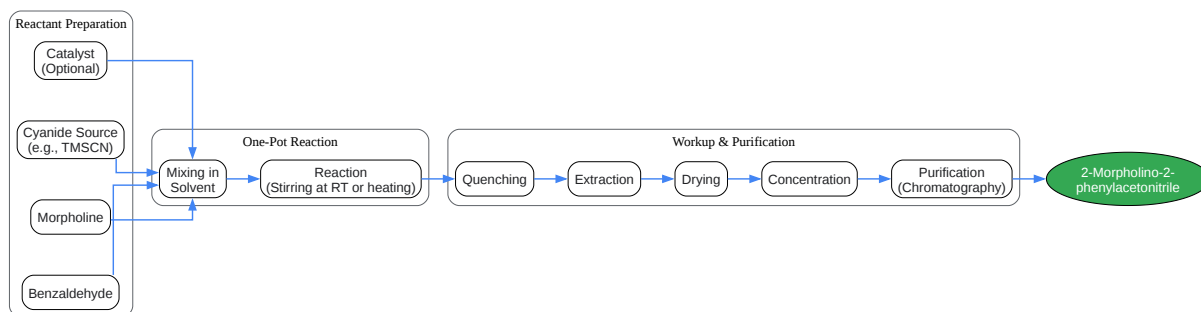 Reactant Preparation
Catalyst
(Optional)
Cyanide Source
(e.g., TMSCN)
Morpholine
Benzaldehyde
One-Pot Reaction
Mixing in
Solvent
Reaction
(Stirring at RT or heating)
Workup & Purification
Quenching
Extraction
Drying
Concentration
Purification
(Chromatography)
2-Morpholino-2-
phenylacetonitrile